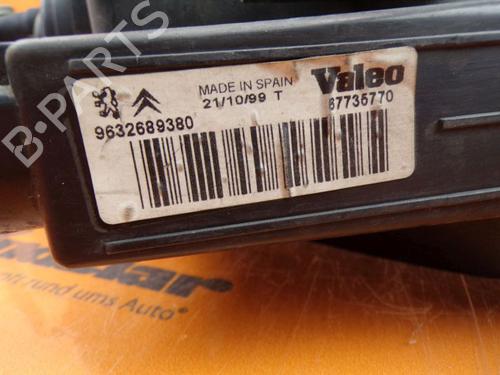 B-PARTS
MADE IN SPAIN
Valeo
21/10/99 T
67735770
9632689380
rund ums Auto